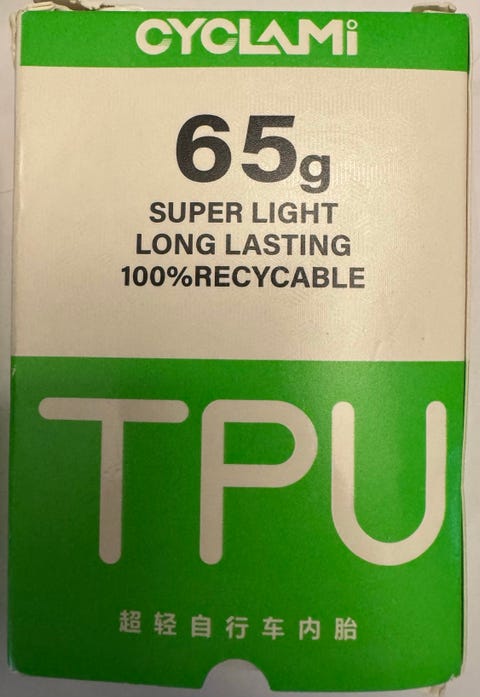 CYCLAMi
65g
SUPER LIGHT
LONG LASTING
100%RECYCABLE
TPU
超轻自行车内胎